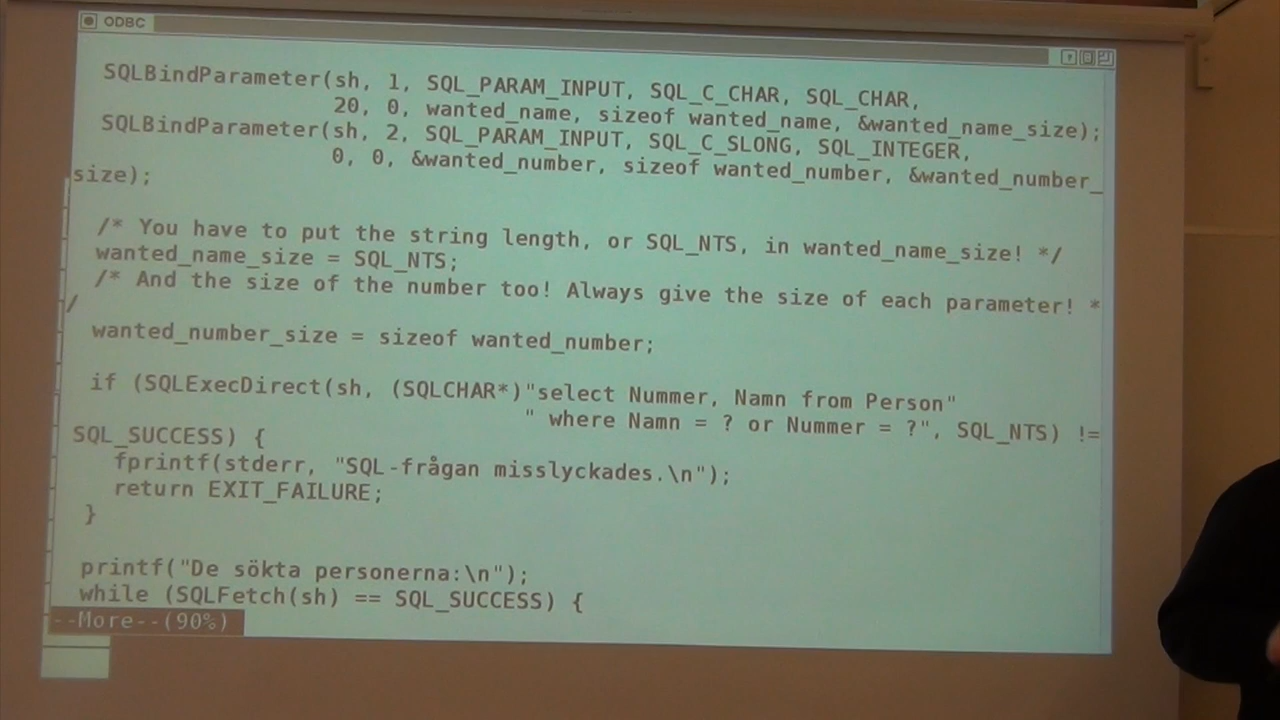 ODBC
SQLBindParameter(sh, 1, SQL_PARAM_INPUT, SQL_C_CHAR, SQL_CHAR,
20, 0, wanted_name, sizeof wanted_name, &wanted_name_size);
SQLBindParameter(sh, 2, SQL_PARAM_INPUT, SQL_C_SLONG, SQL_INTEGER,
0, 0, &wanted_number, sizeof wanted_number, &wanted_number_
size);
/* You have to put the string length, or SQL_NTS, in wanted_name_size! */
wanted_name_size = SQL_NTS;
/* And the size of the number too! Always give the size of each parameter! *
/
wanted_number_size = sizeof wanted_number;
if (SQLExecDirect(sh, (SQLCHAR*)"select Nummer, Namn from Person"
" where Namn = ? or Nummer = ?", SQL_NTS) !=
SQL_SUCCESS) {
fprintf(stderr, "SQL-frågan misslyckades.\n");
return EXIT_FAILURE;
}
printf("De sökta personerna:\n");
while (SQLFetch(sh) == SQL_SUCCESS) {
--More--(90%)